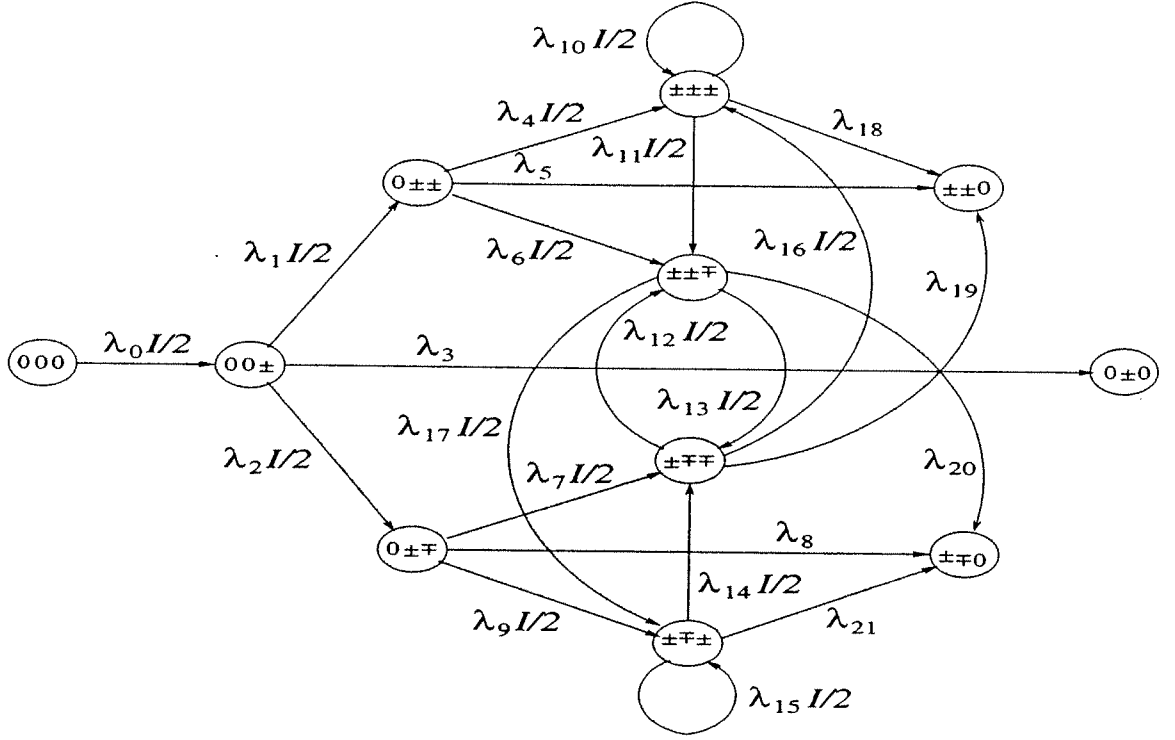 λ₁₀ I/2
±±±
λ₄ I/2
λ₁₈
λ₁₁ I/2
λ₅
0±±
±±0
λ₁ I/2
λ₆ I/2
λ₁₆ I/2
±±∓
λ₁₉
λ₀ I/2
λ₃
λ₁₂ I/2
000
00±
0±0
λ₁₃ I/2
λ₁₇ I/2
λ₂ I/2
λ₇ I/2
±∓∓
λ₂₀
0±∓
λ₈
±∓0
λ₁₄ I/2
λ₉ I/2
±∓±
λ₂₁
λ₁₅ I/2